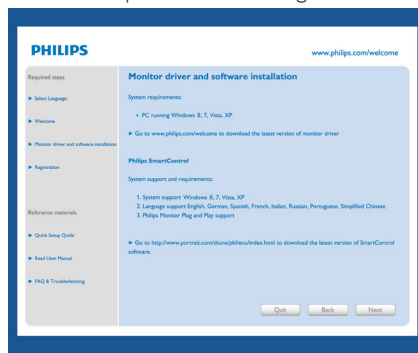 PHILIPS
www.philips.com/welcome
Required steps
Select Language
Welcome
Monitor driver and software installation
Registration
Reference materials
Quick Setup Guide
Read User Manual
FAQ & Troubleshooting
Monitor driver and software installation
System requirements:
• PC running Windows 8, 7, Vista, XP
Go to www.philips.com/welcome to download the latest version of monitor driver
Philips SmartControl
System support and requirements:
1. System support Windows 8, 7, Vista, XP
2. Language support English, German, Spanish, French, Italian, Russian, Portuguese, Simplified Chinese
3. Philips Monitor Plug and Play support
Go to http://www.portrait.com/dtune/phl/enu/index.html to download the latest version of SmartControl
software.
Quit
Back
Next